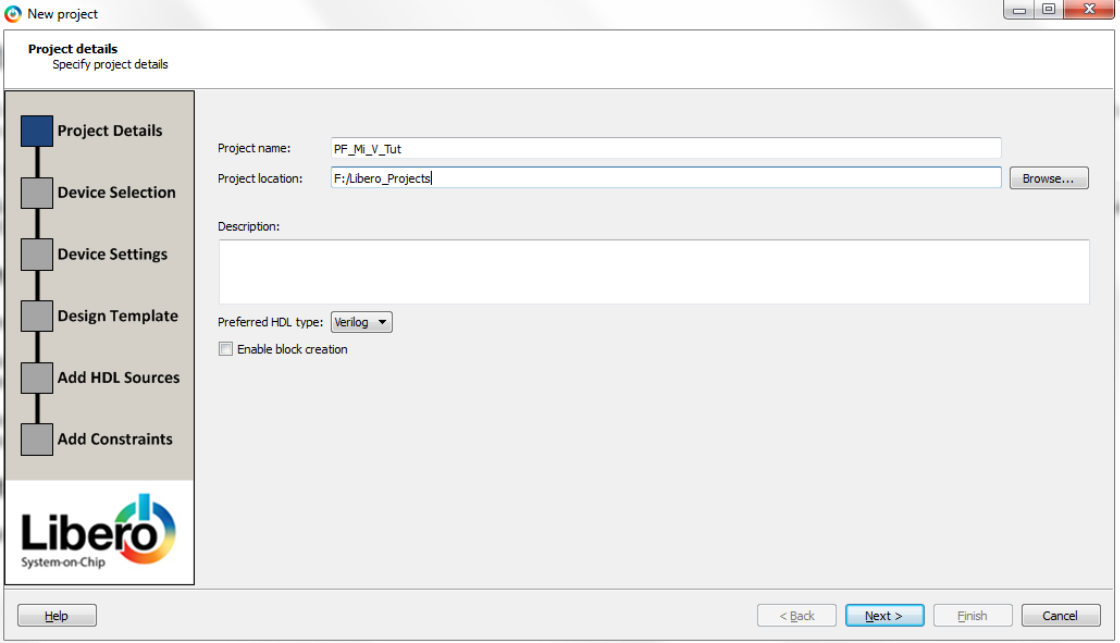 New project
Project details
Specify project details
Project Details
Device Selection
Device Settings
Design Template
Add HDL Sources
Add Constraints
Libero
System-on-Chip
Project name: PF_Mi_V_Tut
Project location: F:/Libero_Projects Browse...
Description:
Preferred HDL type: Verilog
Enable block creation
Help < Back Next > Finish Cancel